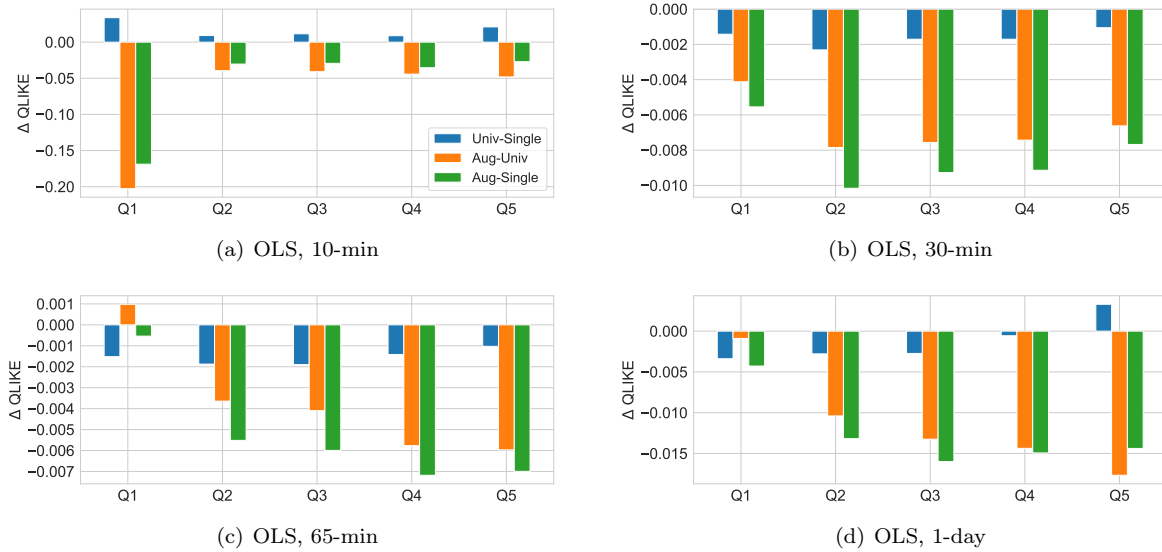 0.00
−0.05
−0.10
−0.15
−0.20
Δ QLIKE
Univ-Single
Aug-Univ
Aug-Single
Q1 Q2 Q3 Q4 Q5
(a) OLS, 10-min
0.000
−0.002
−0.004
−0.006
−0.008
−0.010
Δ QLIKE
Q1 Q2 Q3 Q4 Q5
(b) OLS, 30-min
0.001
0.000
−0.001
−0.002
−0.003
−0.004
−0.005
−0.006
−0.007
Δ QLIKE
Q1 Q2 Q3 Q4 Q5
(c) OLS, 65-min
0.000
−0.005
−0.010
−0.015
Δ QLIKE
Q1 Q2 Q3 Q4 Q5
(d) OLS, 1-day